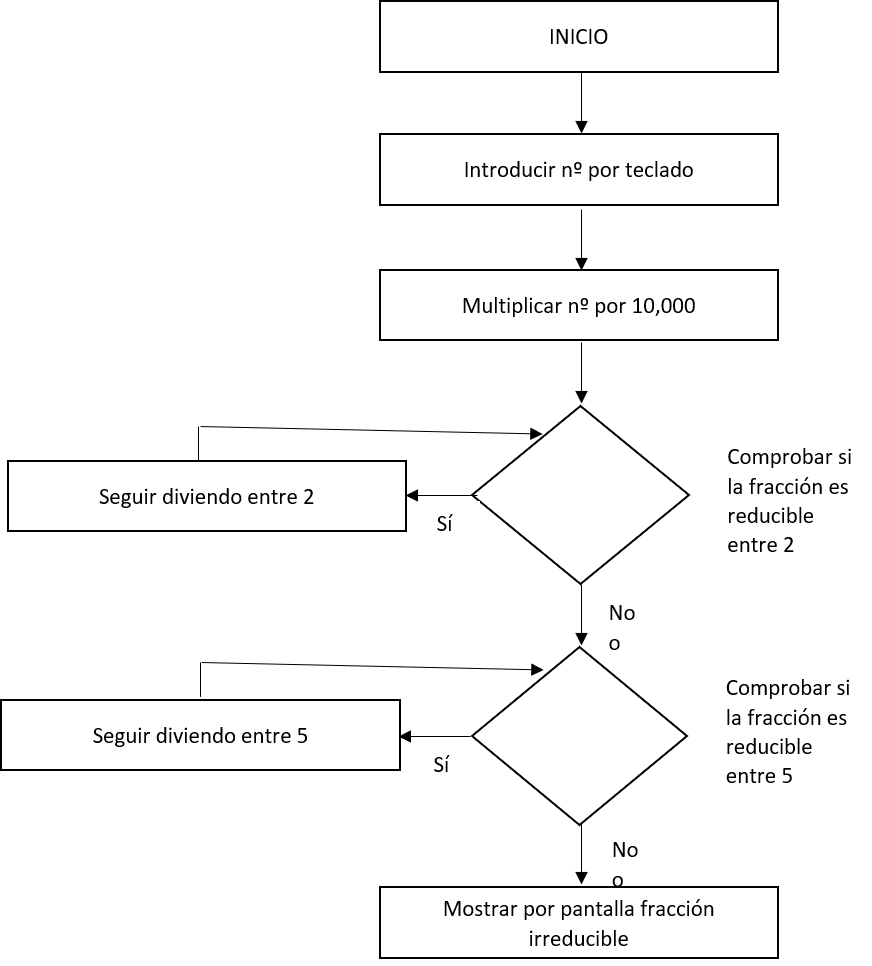 INICIO
Introducir nº por teclado
Multiplicar nº por 10,000
Comprobar si
la fracción es
reducible
entre 2
Seguir diviendo entre 2
Sí
No
o
Comprobar si
la fracción es
reducible
entre 5
Seguir diviendo entre 5
Sí
No
o
Mostrar por pantalla fracción
irreducible